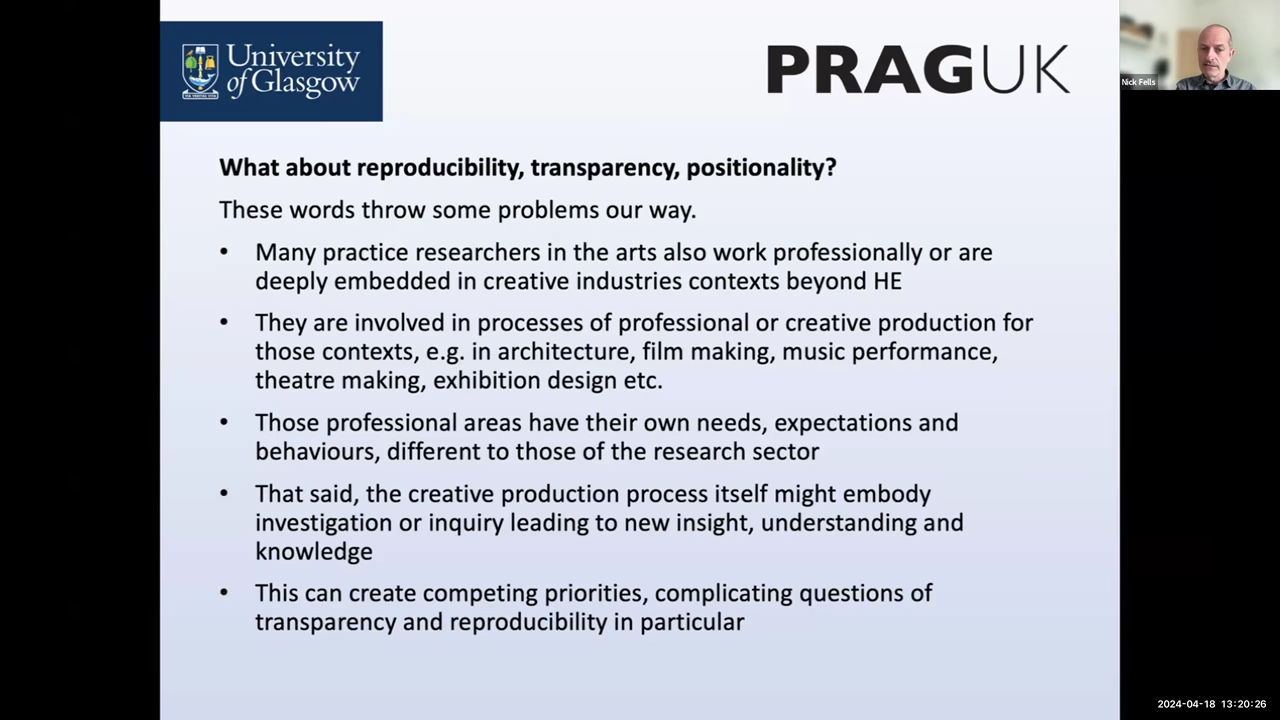 University
of Glasgow
PRAGUK
Nick Fells
What about reproducibility, transparency, positionality?
These words throw some problems our way.
• Many practice researchers in the arts also work professionally or are
deeply embedded in creative industries contexts beyond HE
• They are involved in processes of professional or creative production for
those contexts, e.g. in architecture, film making, music performance,
theatre making, exhibition design etc.
• Those professional areas have their own needs, expectations and
behaviours, different to those of the research sector
• That said, the creative production process itself might embody
investigation or inquiry leading to new insight, understanding and
knowledge
• This can create competing priorities, complicating questions of
transparency and reproducibility in particular
2024-04-18 13:20:26